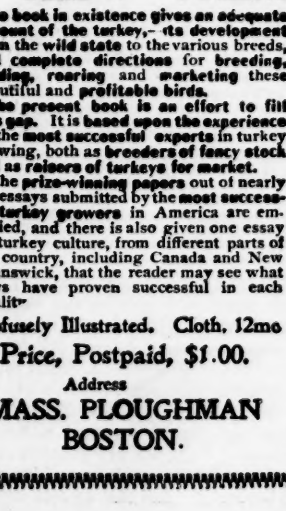 book in existence gives an adequate
ount of the turkey,- its development
m the wild state to the various breeds,
complete directions for breeding,
ding, rearing and marketing these
utiful and profitable birds.
he present book is an effort to fill
s gap. It is based upon the experience
the most successful experts in turkey
wing, both as breeders of fancy stock
as raisers of turkeys for market.
he prize-winning papers out of nearly
essays submitted by the most success-
turkey growers in America are em-
ied, and there is also given one essay
turkey culture, from different parts of
country, including Canada and New
nswick, that the reader may see what
s have proven successful in each
lit
fusely Illustrated. Cloth, 12mo
Price, Postpaid, $1.00.
Address
MASS. PLOUGHMAN
BOSTON.